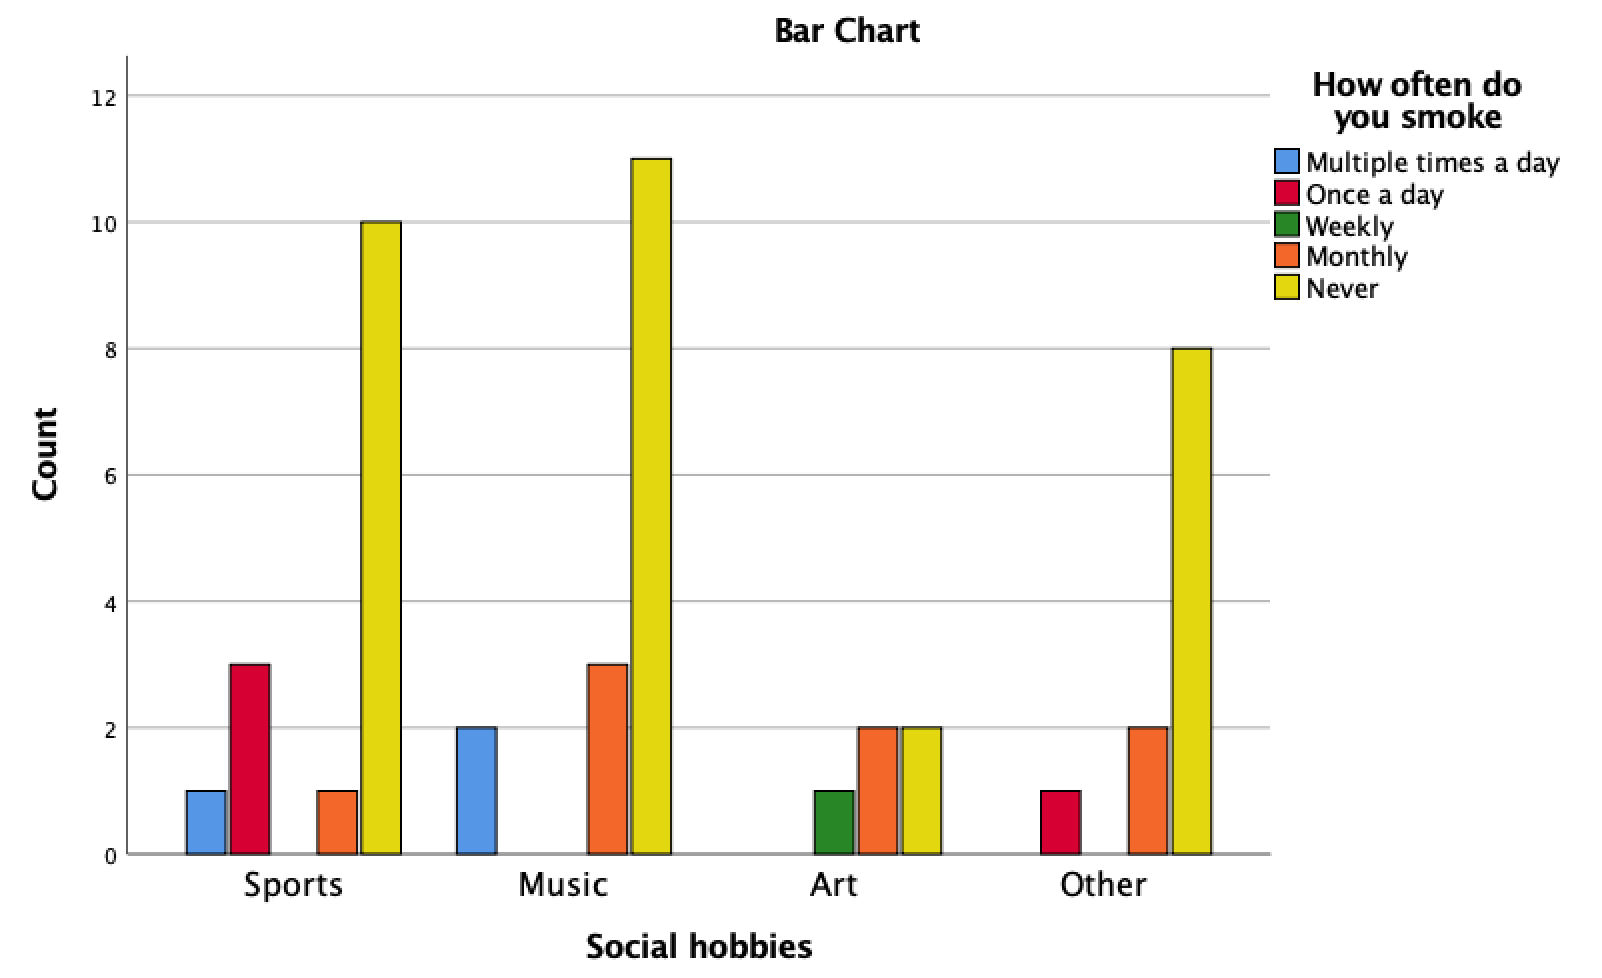 Bar Chart
How often do
you smoke
Multiple times a day
Once a day
Weekly
Monthly
Never
Count
12
10
8
6
4
2
0
Sports
Music
Art
Other
Social hobbies